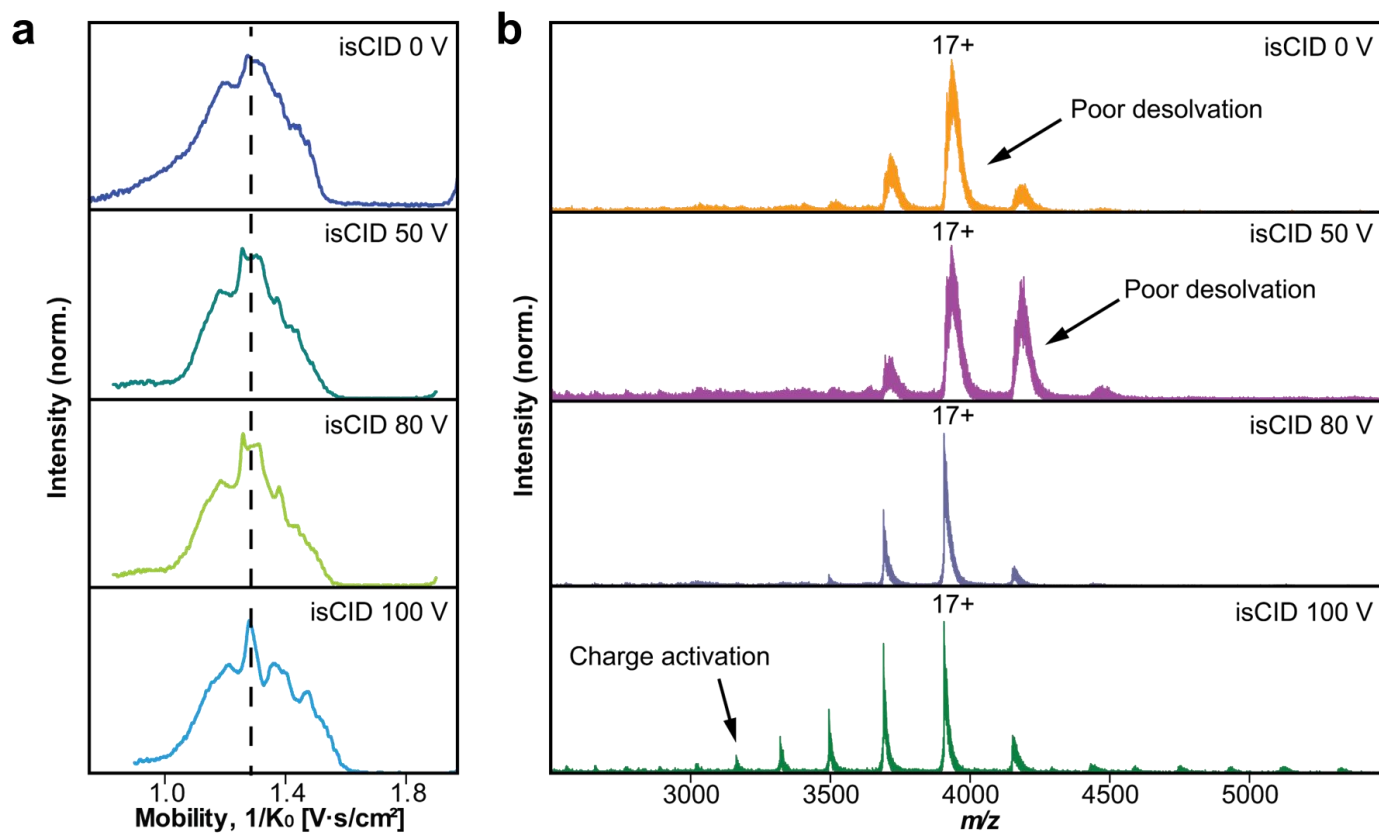 a
isCID 0 V
isCID 50 V
isCID 80 V
isCID 100 V
Intensity (norm.)
1.0 1.4 1.8
Mobility, 1/K₀ [V·s/cm²]
b
17+
isCID 0 V
Poor desolvation
17+
isCID 50 V
Poor desolvation
17+
isCID 80 V
17+
isCID 100 V
Charge activation
Intensity (norm.)
3000 3500 4000 4500 5000
m/z